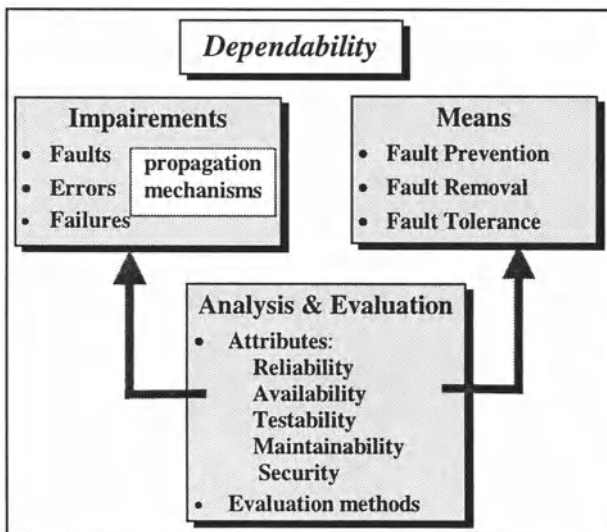 Dependability
Impairements
• Faults
• Errors
• Failures
propagation
mechanisms
Means
• Fault Prevention
• Fault Removal
• Fault Tolerance
Analysis & Evaluation
• Attributes:
Reliability
Availability
Testability
Maintainability
Security
• Evaluation methods